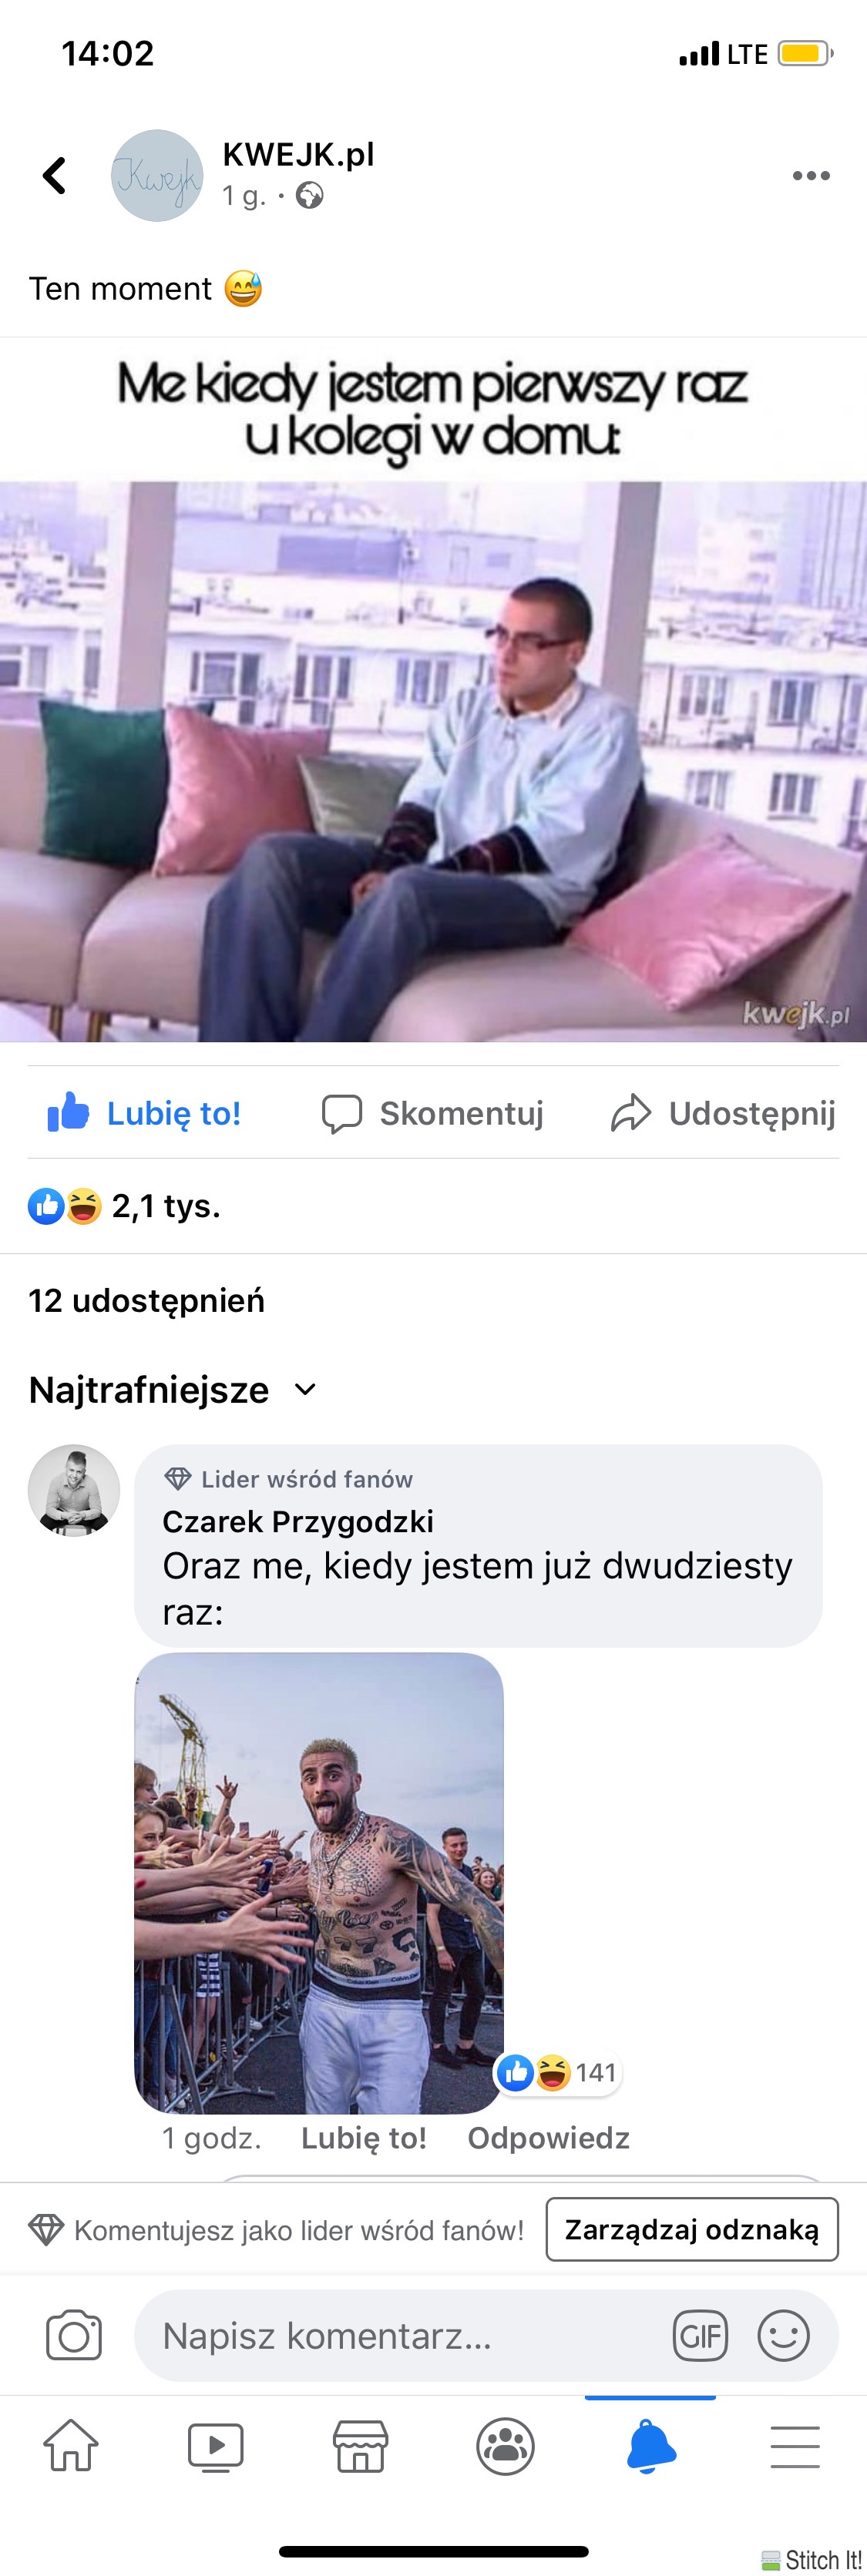 14:02
LTE
Kwejk
KWEJK.pl
1 g. ·
Ten moment 😅
Me kiedy jestem pierwszy raz
u kolegi w domu:
kwejk.pl
Lubię to!
Skomentuj
Udostępnij
2,1 tys.
12 udostępnień
Najtrafniejsze
Lider wśród fanów
Czarek Przygodzki
Oraz me, kiedy jestem już dwudziesty
raz:
141
1 godz.
Lubię to!
Odpowiedz
Komentujesz jako lider wśród fanów!
Zarządzaj odznaką
Napisz komentarz...
GIF
Stitch It!